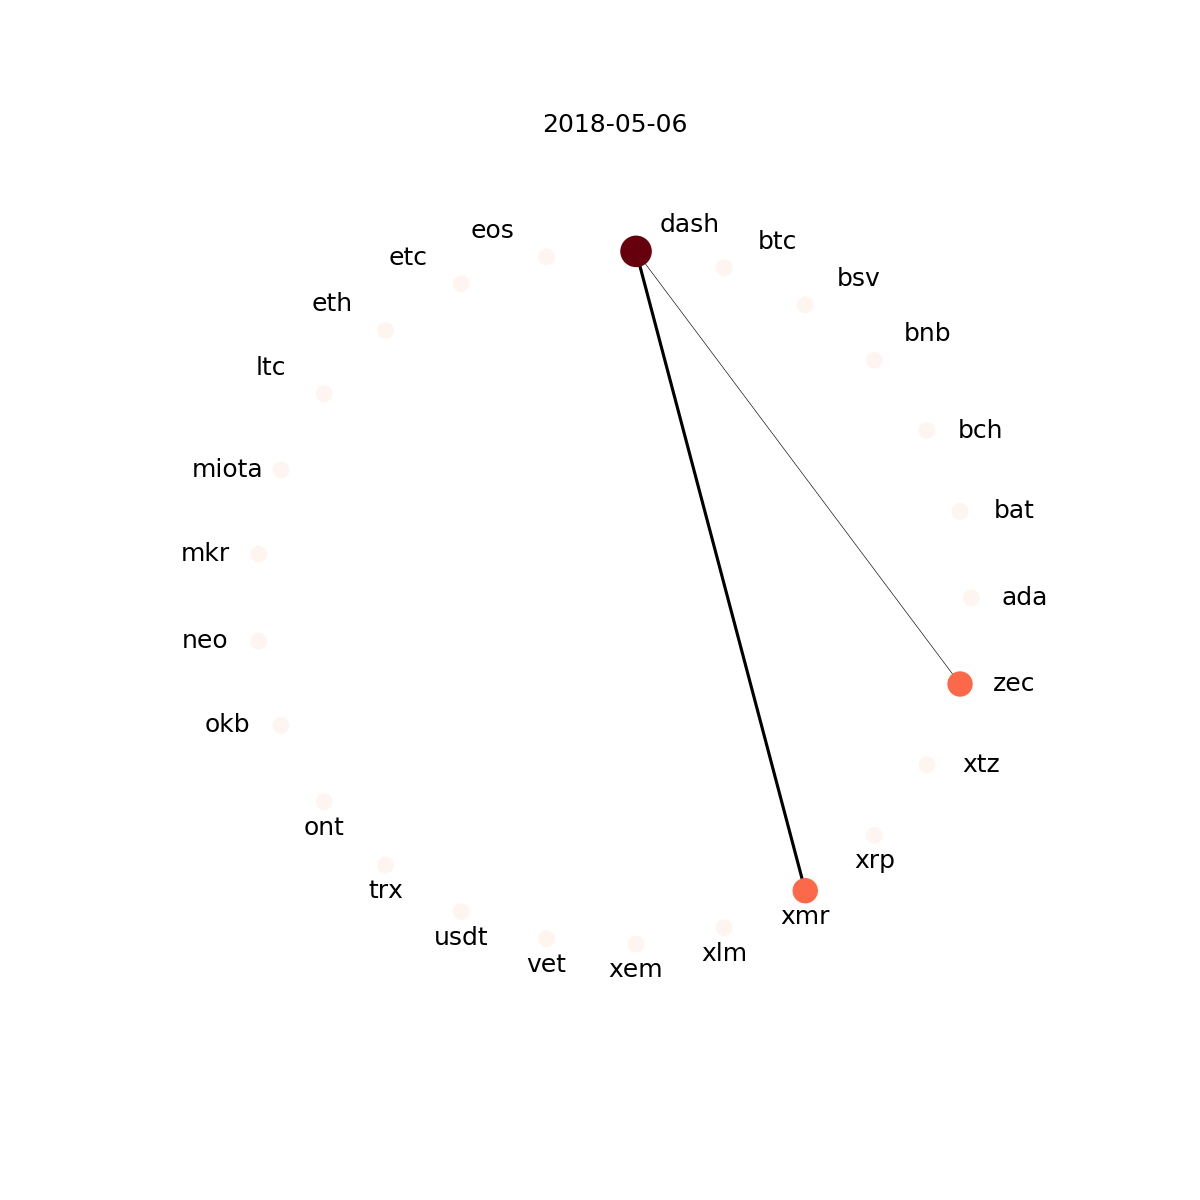 2018-05-06
dash
eos
btc
etc
bsv
eth
bnb
ltc
bch
miota
bat
mkr
ada
neo
zec
okb
xtz
ont
xrp
trx
xmr
usdt
xlm
vet
xem